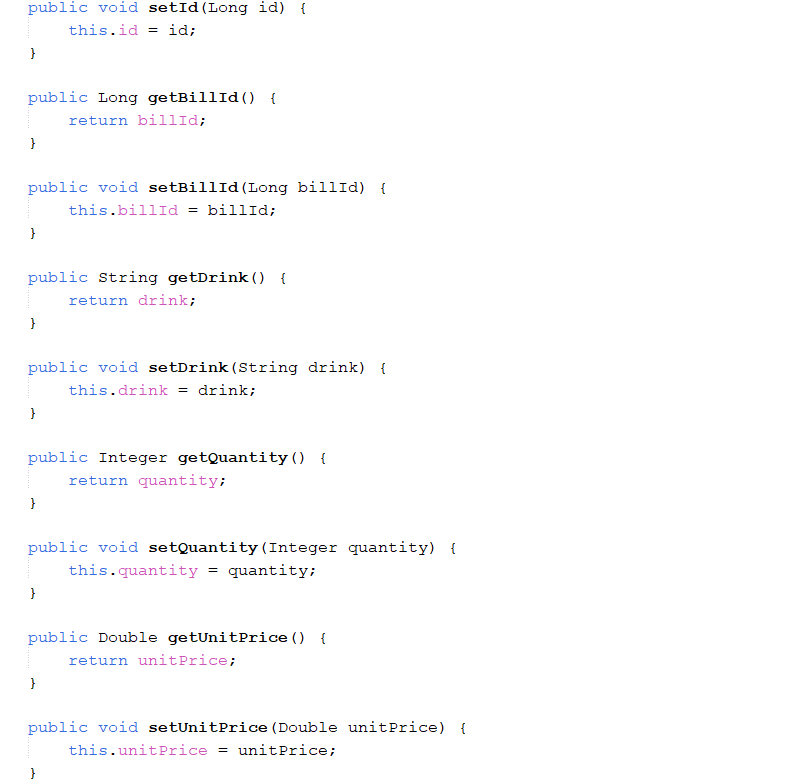 public void setId(Long id) {
    this.id = id;
}
public Long getBillId() {
    return billId;
}
public void setBillId(Long billId) {
    this.billId = billId;
}
public String getDrink() {
    return drink;
}
public void setDrink(String drink) {
    this.drink = drink;
}
public Integer getQuantity() {
    return quantity;
}
public void setQuantity(Integer quantity) {
    this.quantity = quantity;
}
public Double getUnitPrice() {
    return unitPrice;
}
public void setUnitPrice(Double unitPrice) {
    this.unitPrice = unitPrice;
}